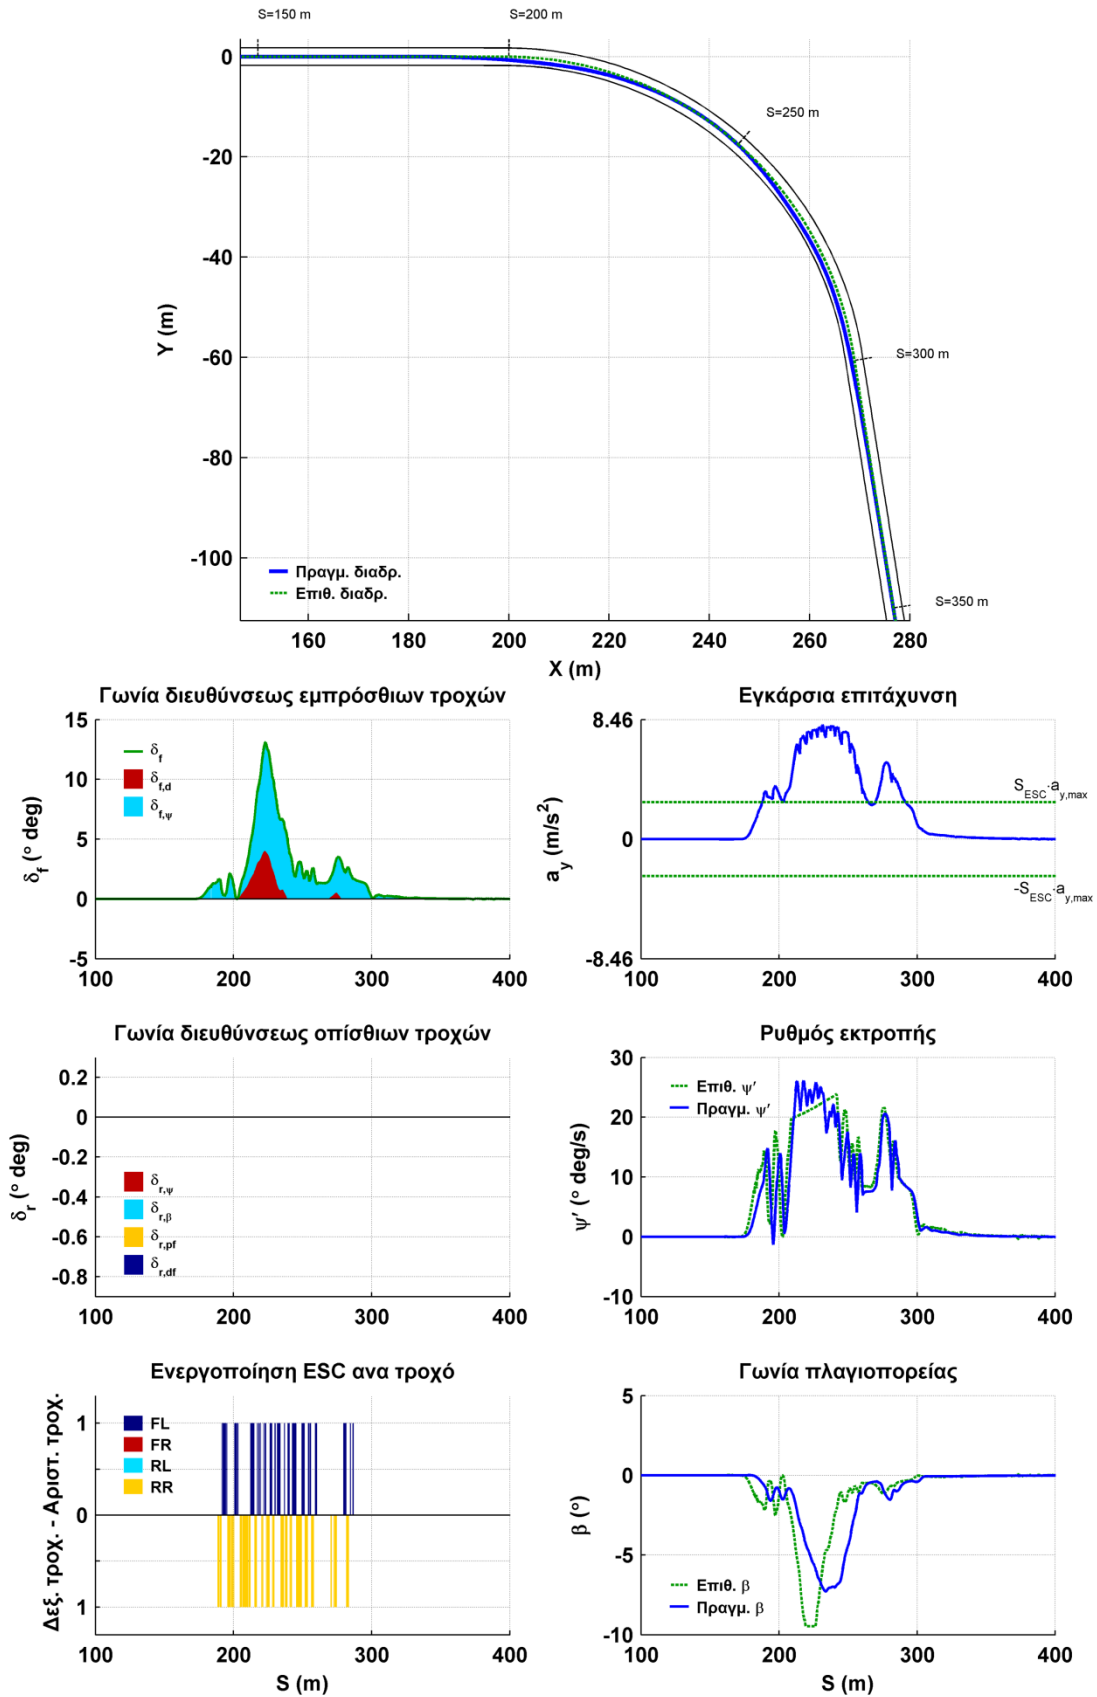 S=150 m
S=200 m
0
-20
-40
-60
-80
-100
Y (m)
S=250 m
S=300 m
S=350 m
Πραγμ. διαδρ.
Επιθ. διαδρ.
160 180 200 220 240 260 280
X (m)
Γωνία διευθύνσεως εμπρόσθιων τροχών
15
10
5
0
-5
δf (° deg)
δf
δf,d
δf,ψ
100 200 300 400
Εγκάρσια επιτάχυνση
8.46
0
-8.46
ay (m/s²)
SESC·ay,max
-SESC·ay,max
100 200 300 400
Γωνία διευθύνσεως οπίσθιων τροχών
0.2
0
-0.2
-0.4
-0.6
-0.8
δr (° deg)
δr,ψ
δr,β
δr,pf
δr,df
100 200 300 400
Ρυθμός εκτροπής
30
20
10
0
-10
ψ′ (° deg/s)
Επιθ. ψ′
Πραγμ. ψ′
100 200 300 400
Ενεργοποίηση ESC ανα τροχό
1
0
1
Δεξ. τροχ. - Αριστ. τροχ.
FL
FR
RL
RR
100 200 300 400
S (m)
Γωνία πλαγιοπορείας
5
0
-5
-10
β (°)
Επιθ. β
Πραγμ. β
100 200 300 400
S (m)